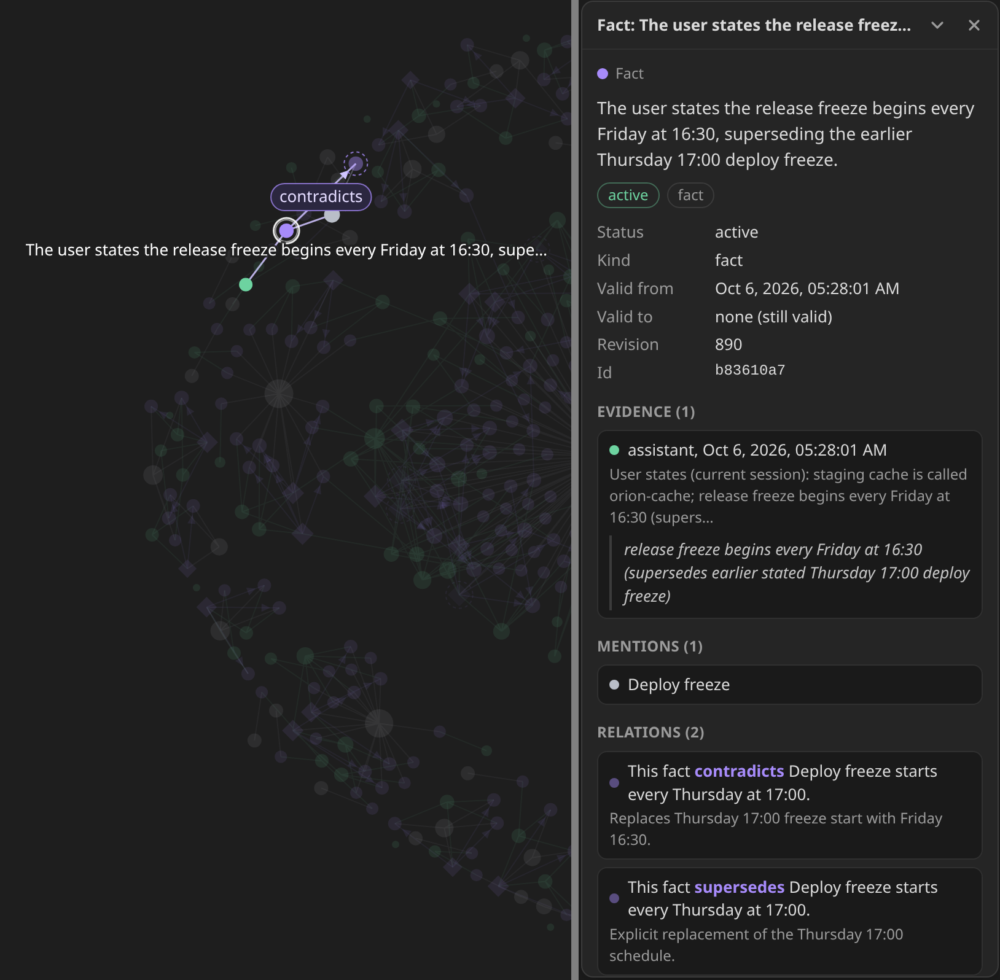 contradicts
The user states the release freeze begins every Friday at 16:30, supe...
Fact: The user states the release freez...
Fact
The user states the release freeze begins every
Friday at 16:30, superseding the earlier
Thursday 17:00 deploy freeze.
active
fact
Status active
Kind fact
Valid from Oct 6, 2026, 05:28:01 AM
Valid to none (still valid)
Revision 890
Id b83610a7
EVIDENCE (1)
assistant, Oct 6, 2026, 05:28:01 AM
User states (current session): staging cache is called
orion-cache; release freeze begins every Friday at
16:30 (supers...
release freeze begins every Friday at 16:30
(supersedes earlier stated Thursday 17:00 deploy
freeze)
MENTIONS (1)
Deploy freeze
RELATIONS (2)
This fact contradicts Deploy freeze starts
every Thursday at 17:00.
Replaces Thursday 17:00 freeze start with Friday
16:30.
This fact supersedes Deploy freeze starts
every Thursday at 17:00.
Explicit replacement of the Thursday 17:00
schedule.